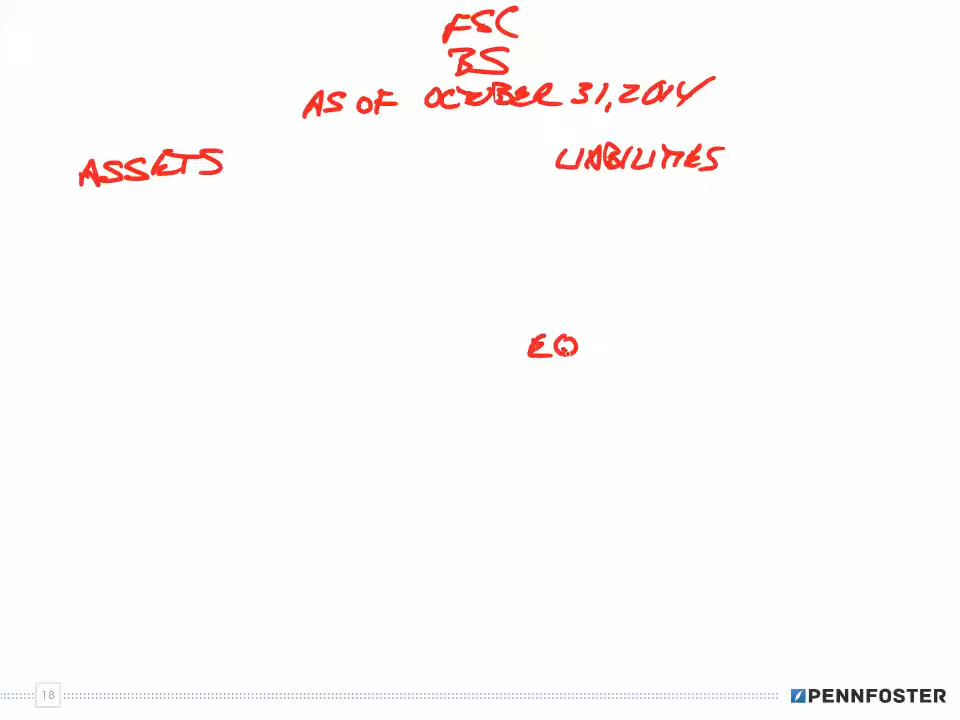 FSC
BS
AS OF OCTOBER 31, 2014
ASSETS
LIABILITIES
EQ
18
PENNFOSTER